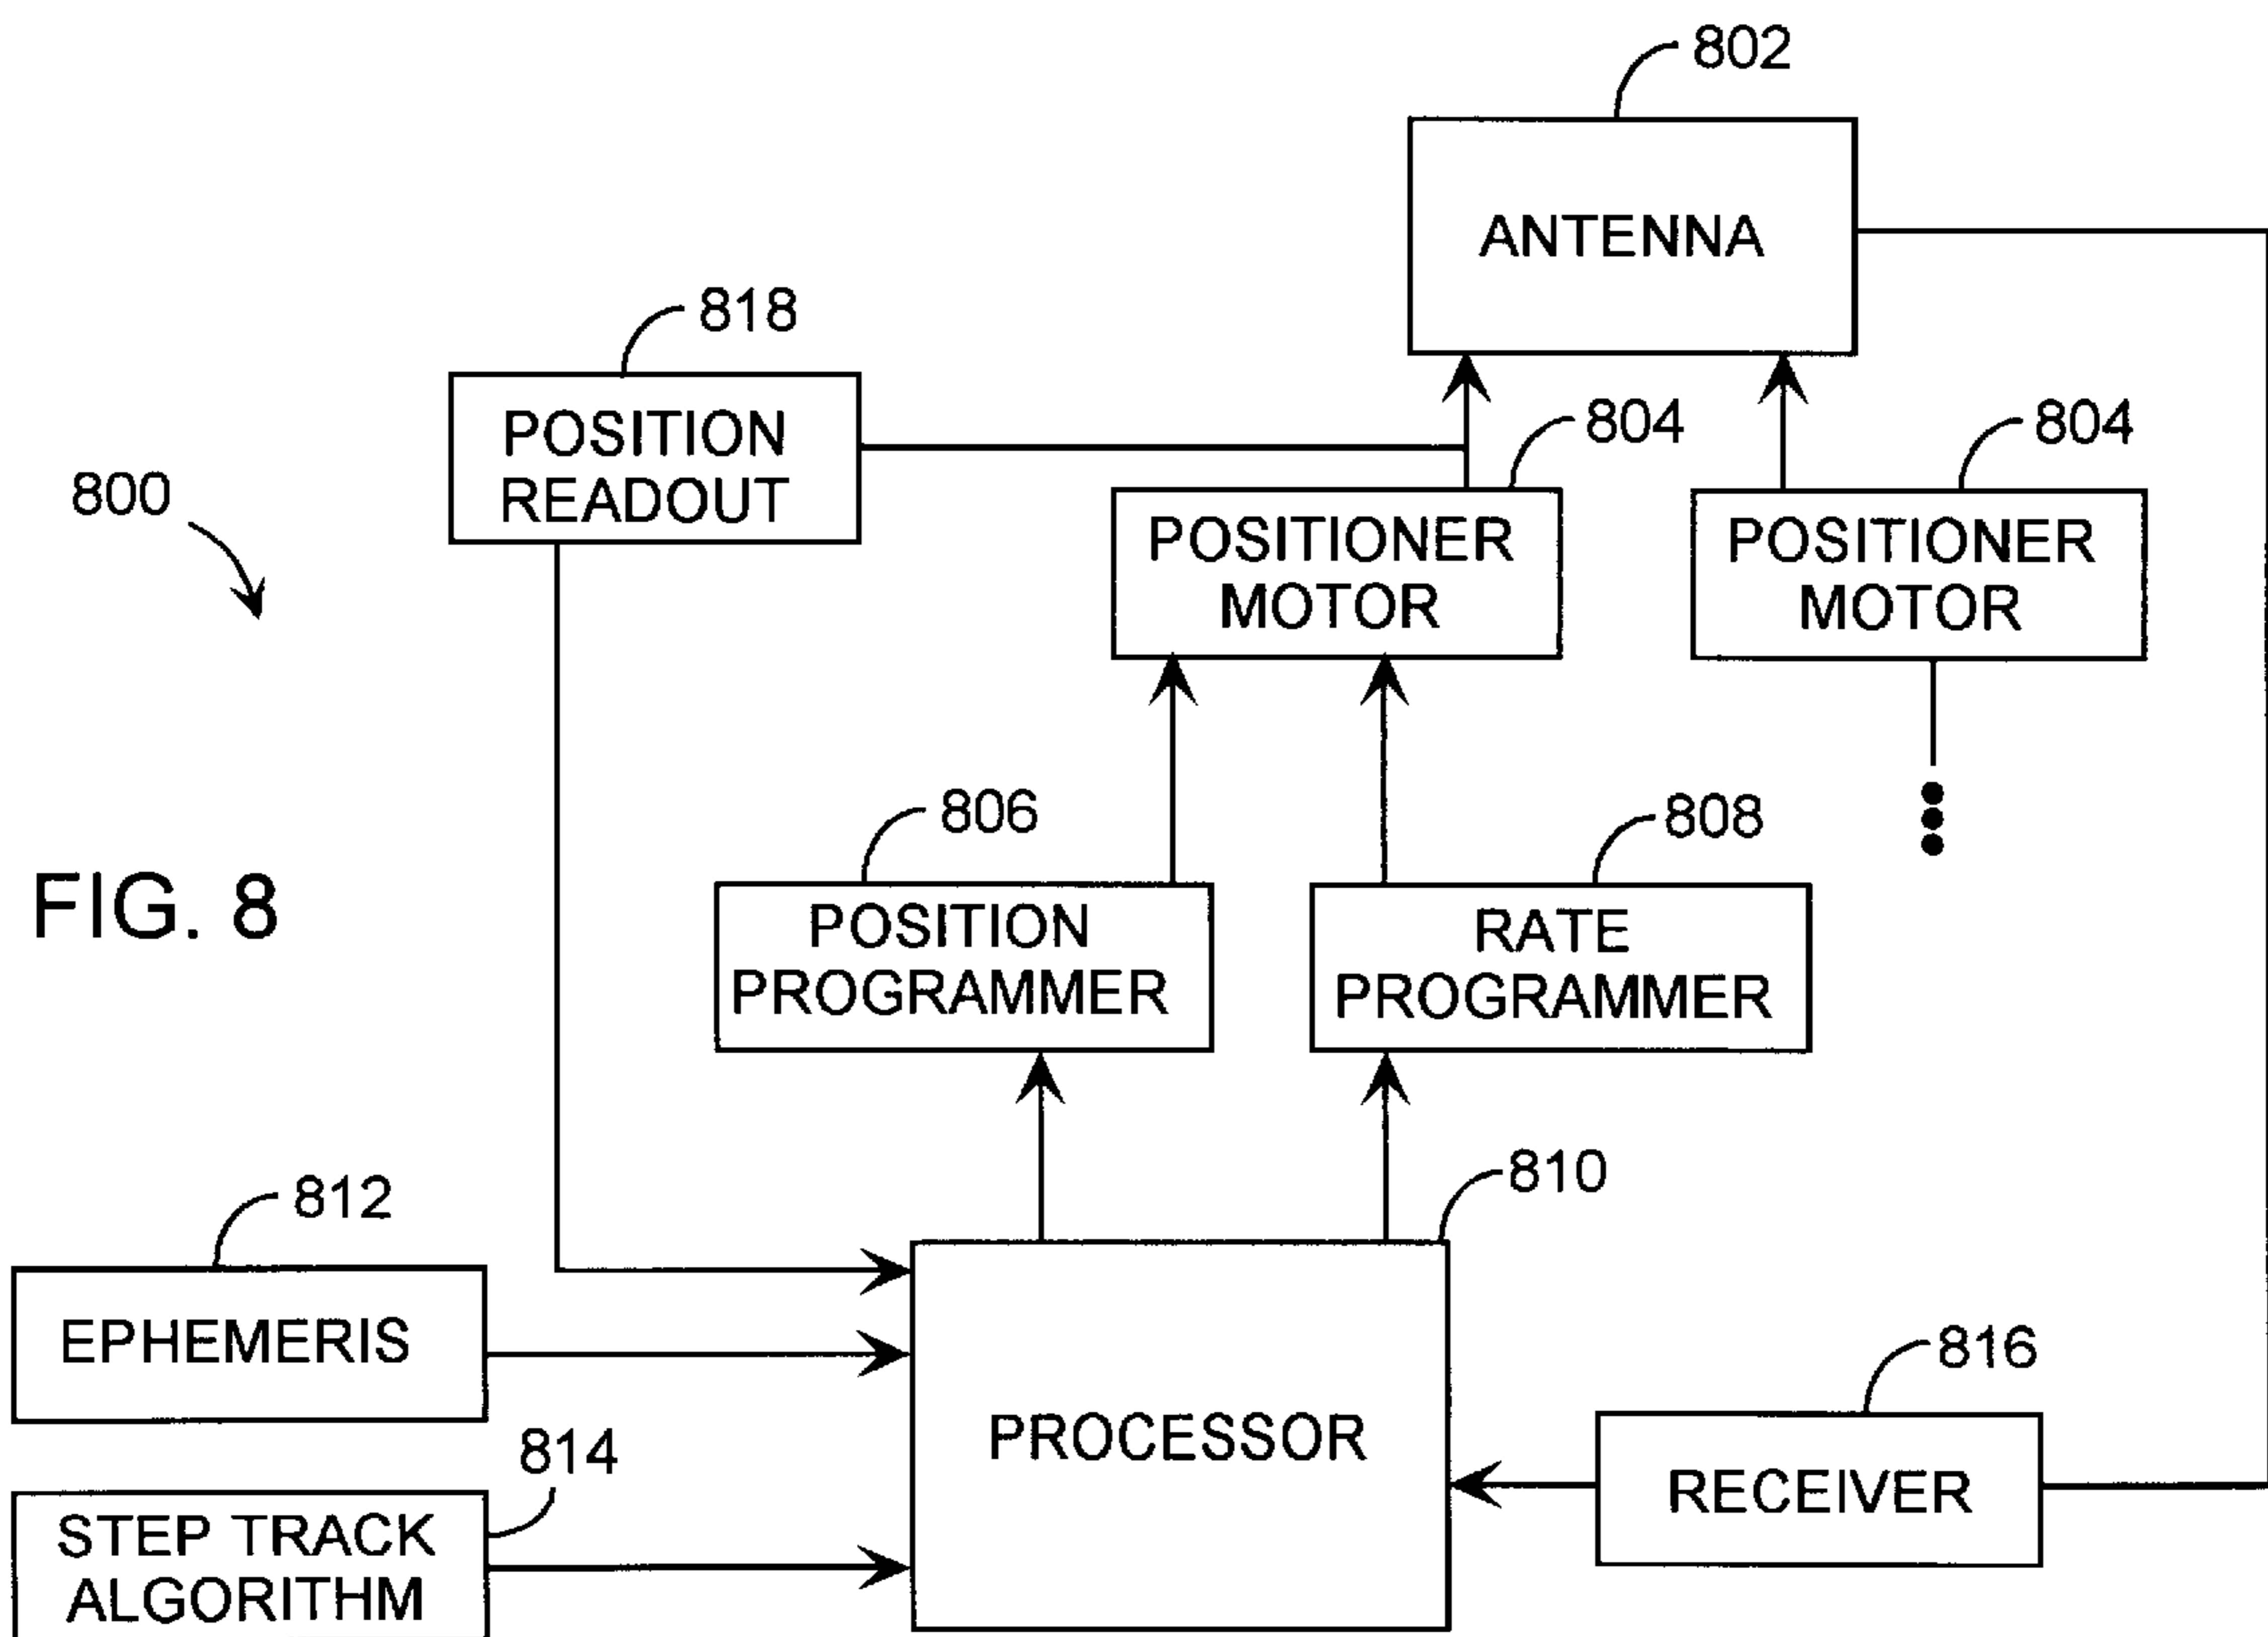 802
ANTENNA
818
POSITION
READOUT
804
POSITIONER
MOTOR
804
POSITIONER
MOTOR
800
806
POSITION
PROGRAMMER
808
RATE
PROGRAMMER
FIG. 8
810
PROCESSOR
812
EPHEMERIS
814
STEP TRACK
ALGORITHM
816
RECEIVER